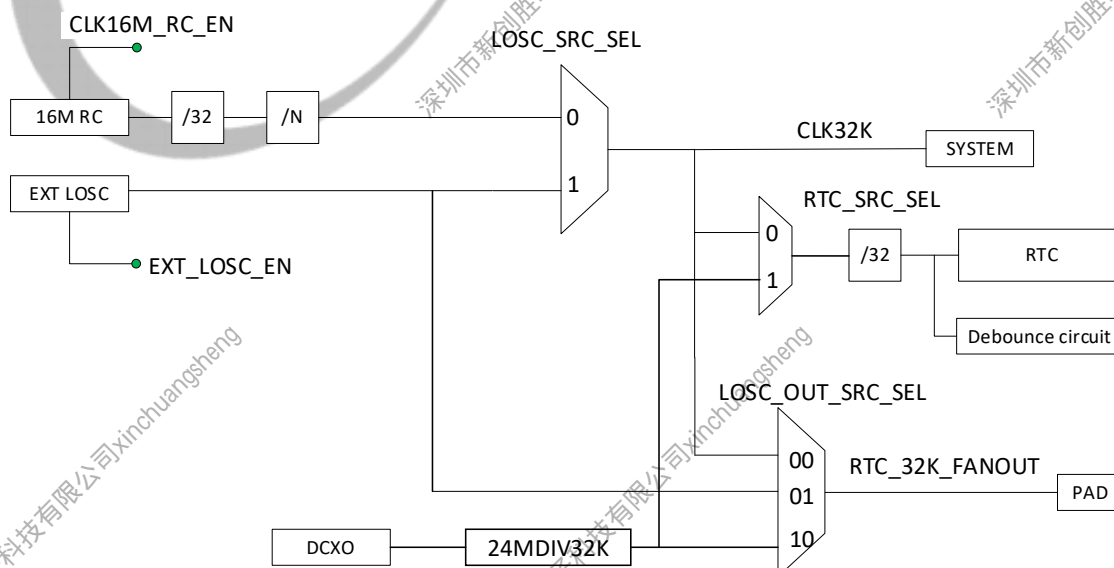 CLK16M_RC_EN
LOSC_SRC_SEL
16M RC
/32
/N
0
CLK32K
SYSTEM
EXT LOSC
1
RTC_SRC_SEL
0
/32
RTC
EXT_LOSC_EN
1
Debounce circuit
LOSC_OUT_SRC_SEL
00
RTC_32K_FANOUT
01
PAD
DCXO
24MDIV32K
10
深圳市新创胜
深圳市新创胜
科技有限公司xinchuangsheng
科技有限公司xinchuangsheng